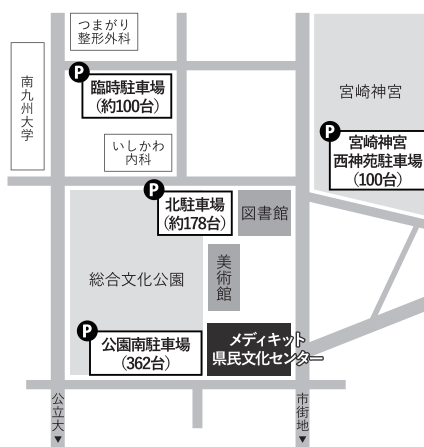 つまがり
整形外科
南九州大学
P
臨時駐車場
(約100台)
宮崎神宮
P
宮崎神宮
西神苑駐車場
(100台)
いしかわ
内科
P
北駐車場
(約178台)
図書館
美術館
総合文化公園
P
公園南駐車場
(362台)
メディキット
県民文化センター
公立大▼
市街地▼